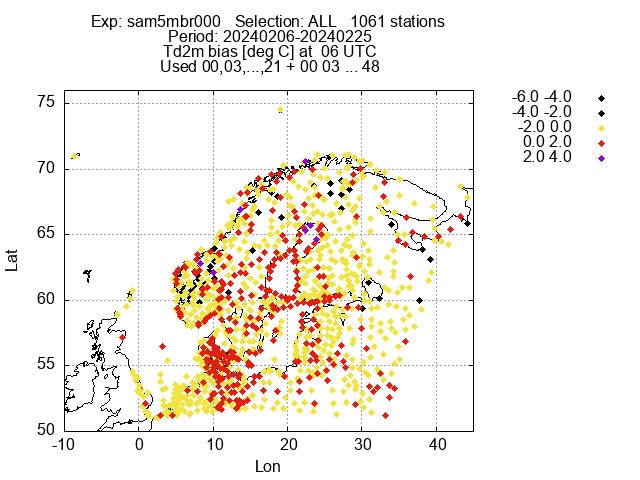 Exp: sam5mbr000   Selection: ALL   1061 stations
Period: 20240206-20240225
Td2m bias [deg C] at  06 UTC
Used 00,03,...,21 + 00 03 ... 48
-6.0 -4.0
-4.0 -2.0
-2.0 0.0
0.0 2.0
2.0 4.0
75
70
65
60
55
50
Lat
-10 0 10 20 30 40
Lon